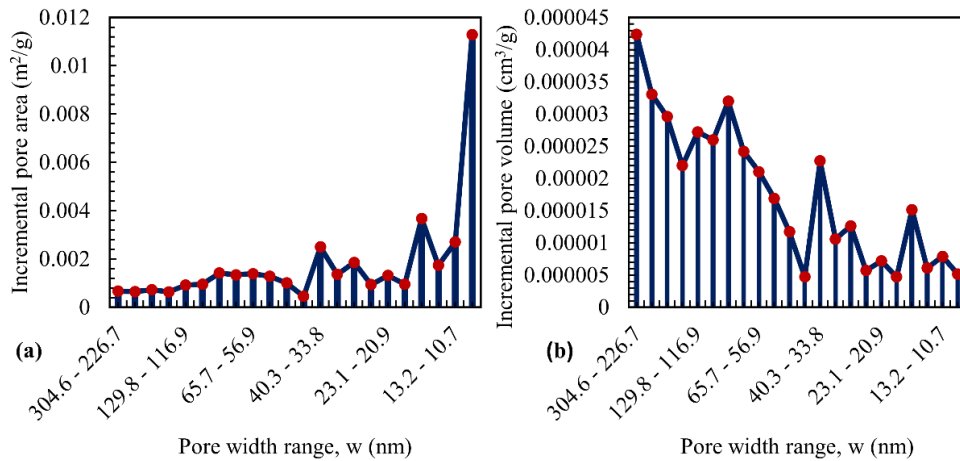 Incremental pore area (m²/g)
0.012
0.01
0.008
0.006
0.004
0.002
0
304.6 - 226.7
129.8 - 116.9
65.7 - 56.9
40.3 - 33.8
23.1 - 20.9
13.2 - 10.7
(a)
Pore width range, w (nm)
Incremental pore volume (cm³/g)
0.000045
0.00004
0.000035
0.00003
0.000025
0.00002
0.000015
0.00001
0.000005
0
304.6 - 226.7
129.8 - 116.9
65.7 - 56.9
40.3 - 33.8
23.1 - 20.9
13.2 - 10.7
(b)
Pore width range, w (nm)